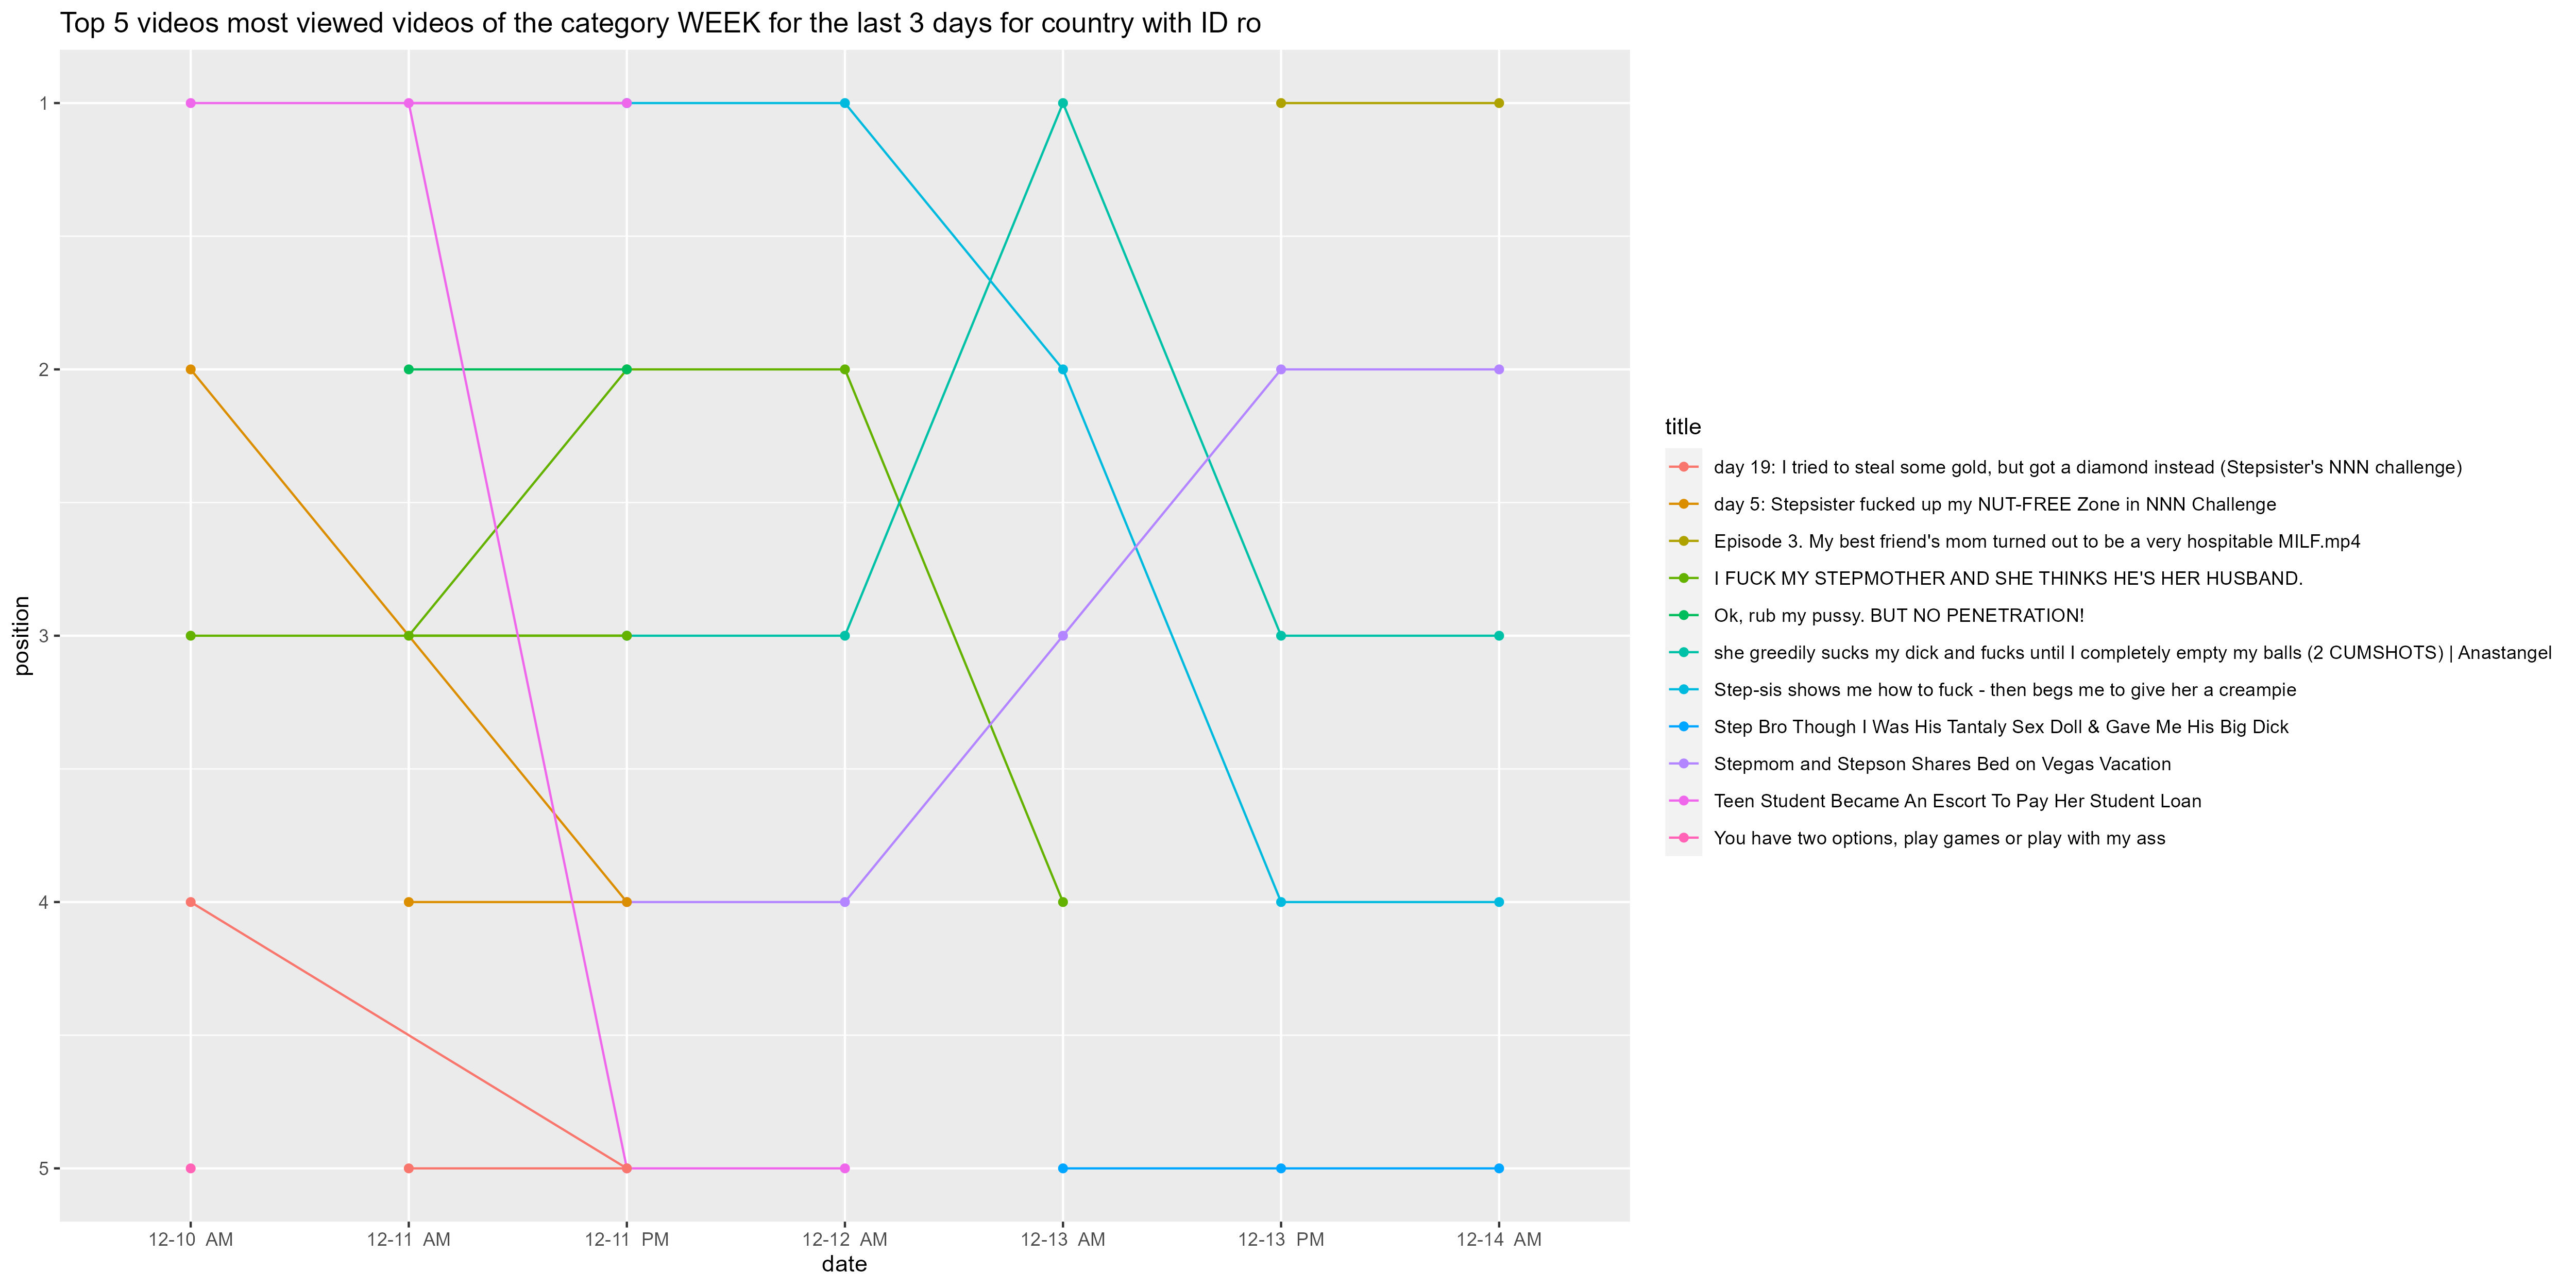 Top 5 videos most viewed videos of the category WEEK for the last 3 days for country with ID ro
position
1
2
3
4
5
12-10 AM
12-11 AM
12-11 PM
12-12 AM
12-13 AM
12-13 PM
12-14 AM
date
title
day 19: I tried to steal some gold, but got a diamond instead (Stepsister's NNN challenge)
day 5: Stepsister fucked up my NUT-FREE Zone in NNN Challenge
Episode 3. My best friend's mom turned out to be a very hospitable MILF.mp4
I FUCK MY STEPMOTHER AND SHE THINKS HE'S HER HUSBAND.
Ok, rub my pussy. BUT NO PENETRATION!
she greedily sucks my dick and fucks until I completely empty my balls (2 CUMSHOTS) | Anastangel
Step-sis shows me how to fuck - then begs me to give her a creampie
Step Bro Though I Was His Tantaly Sex Doll & Gave Me His Big Dick
Stepmom and Stepson Shares Bed on Vegas Vacation
Teen Student Became An Escort To Pay Her Student Loan
You have two options, play games or play with my ass